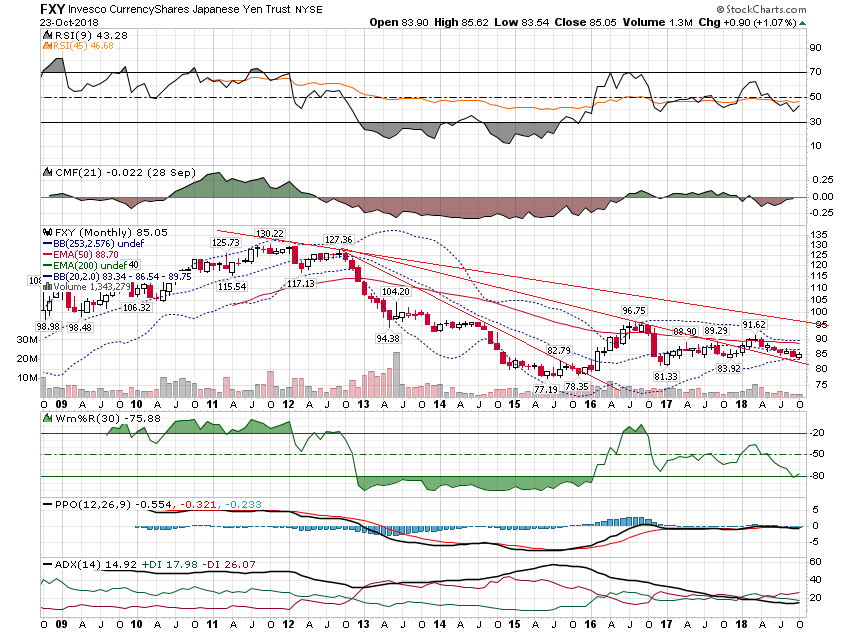 FXY Invesco CurrencyShares Japanese Yen Trust NYSE
© StockCharts.com
23-Oct-2018
Open 83.90 High 85.62 Low 83.54 Close 85.05 Volume 1.3M Chg +0.90 (+1.07%)
RSI(9) 43.28
RSI(45) 46.68
90
70
50
30
10
CMF(21) -0.022 (28 Sep)
0.25
0.00
-0.25
FXY (Monthly) 85.05
BB(253,2.576) undef
EMA(50) 88.70
EMA(200) undef
BB(20,2.0) 83.34 - 86.54 - 89.75
Volume 1,343,279
98.98
98.48
106.32
125.73
115.54
130.22
117.13
127.36
94.38
104.20
77.19
82.79
78.35
96.75
81.33
88.90
89.29
83.92
91.62
135
130
125
120
115
110
105
100
95
90
85
80
75
30M
20M
10M
O 09 A J O 10 A J O 11 A J O 12 A J O 13 A J O 14 A J O 15 A J O 16 A J O 17 A J O 18 A J O
Wm%R(30) -75.88
-20
-50
-80
PPO(12,26,9) -0.554, -0.321, -0.233
5
0
-5
ADX(14) 14.92 +DI 17.98 -DI 26.07
60
40
20
O 09 A J O 10 A J O 11 A J O 12 A J O 13 A J O 14 A J O 15 A J O 16 A J O 17 A J O 18 A J O